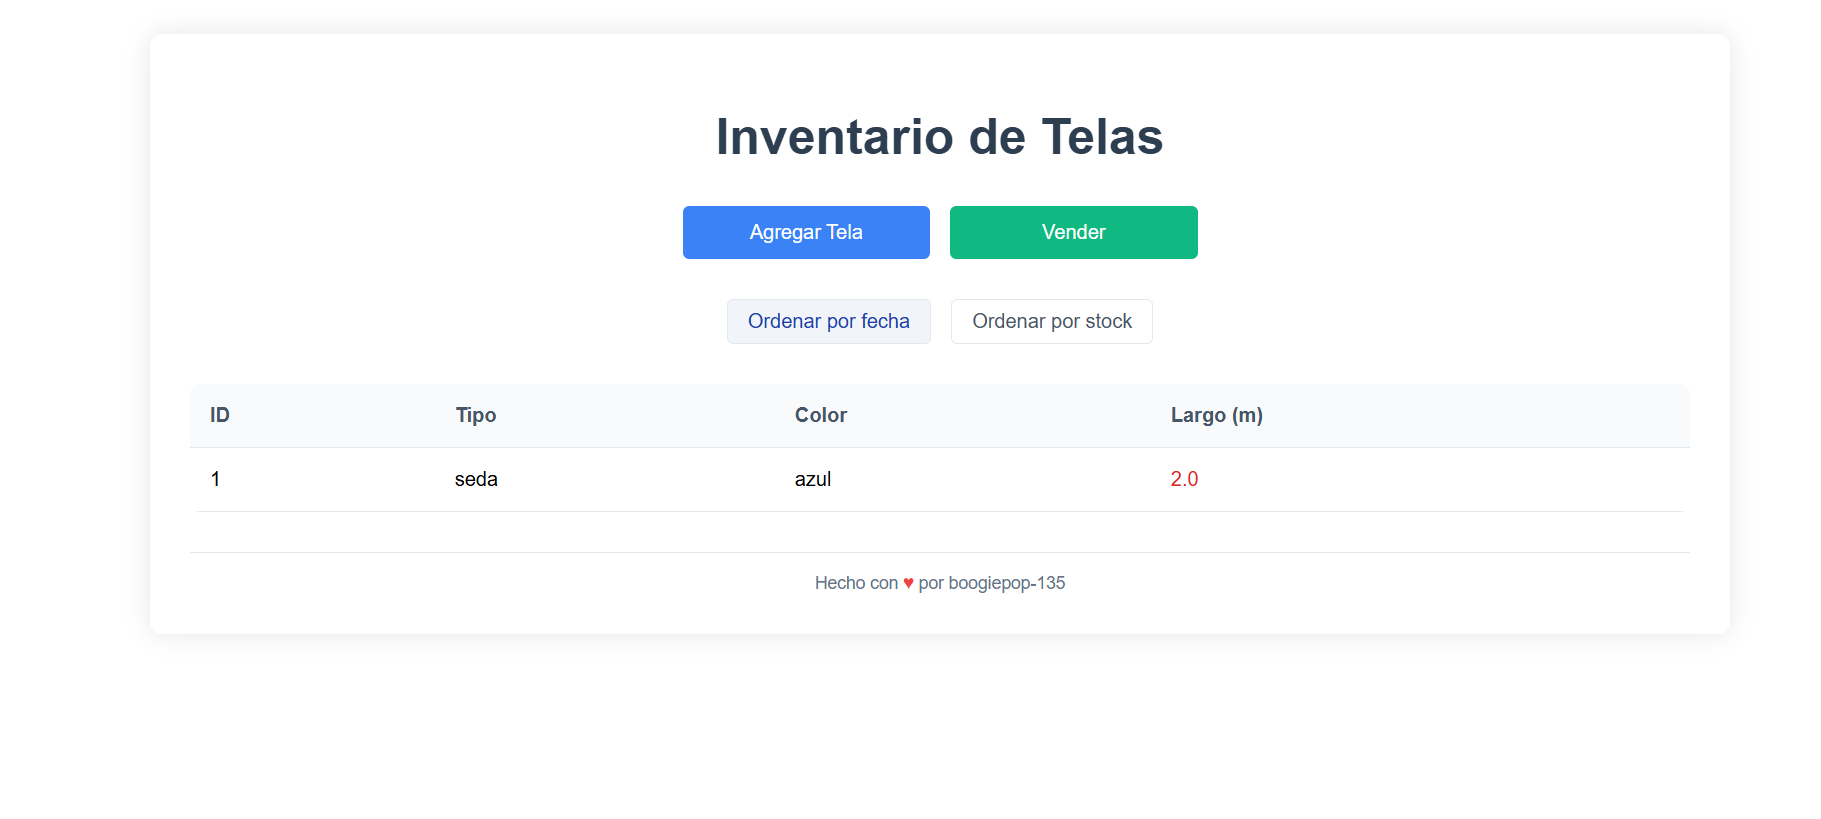 Inventario de Telas
Agregar Tela Vender
Ordenar por fecha Ordenar por stock
ID Tipo Color Largo (m)
1 seda azul 2.0
Hecho con ♥ por boogiepop-135